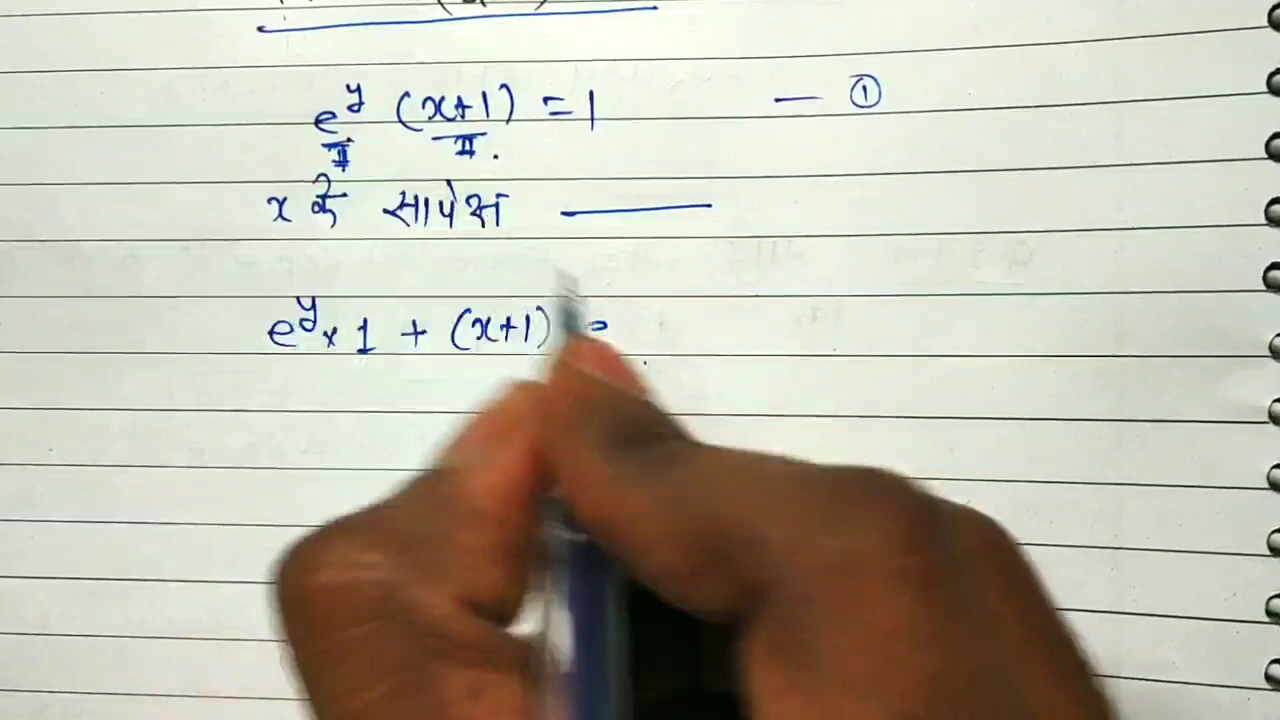 e^y (x+1) = 1 — ①
I II .
x के सापेक्ष ———
e^y × 1 + (x+1)